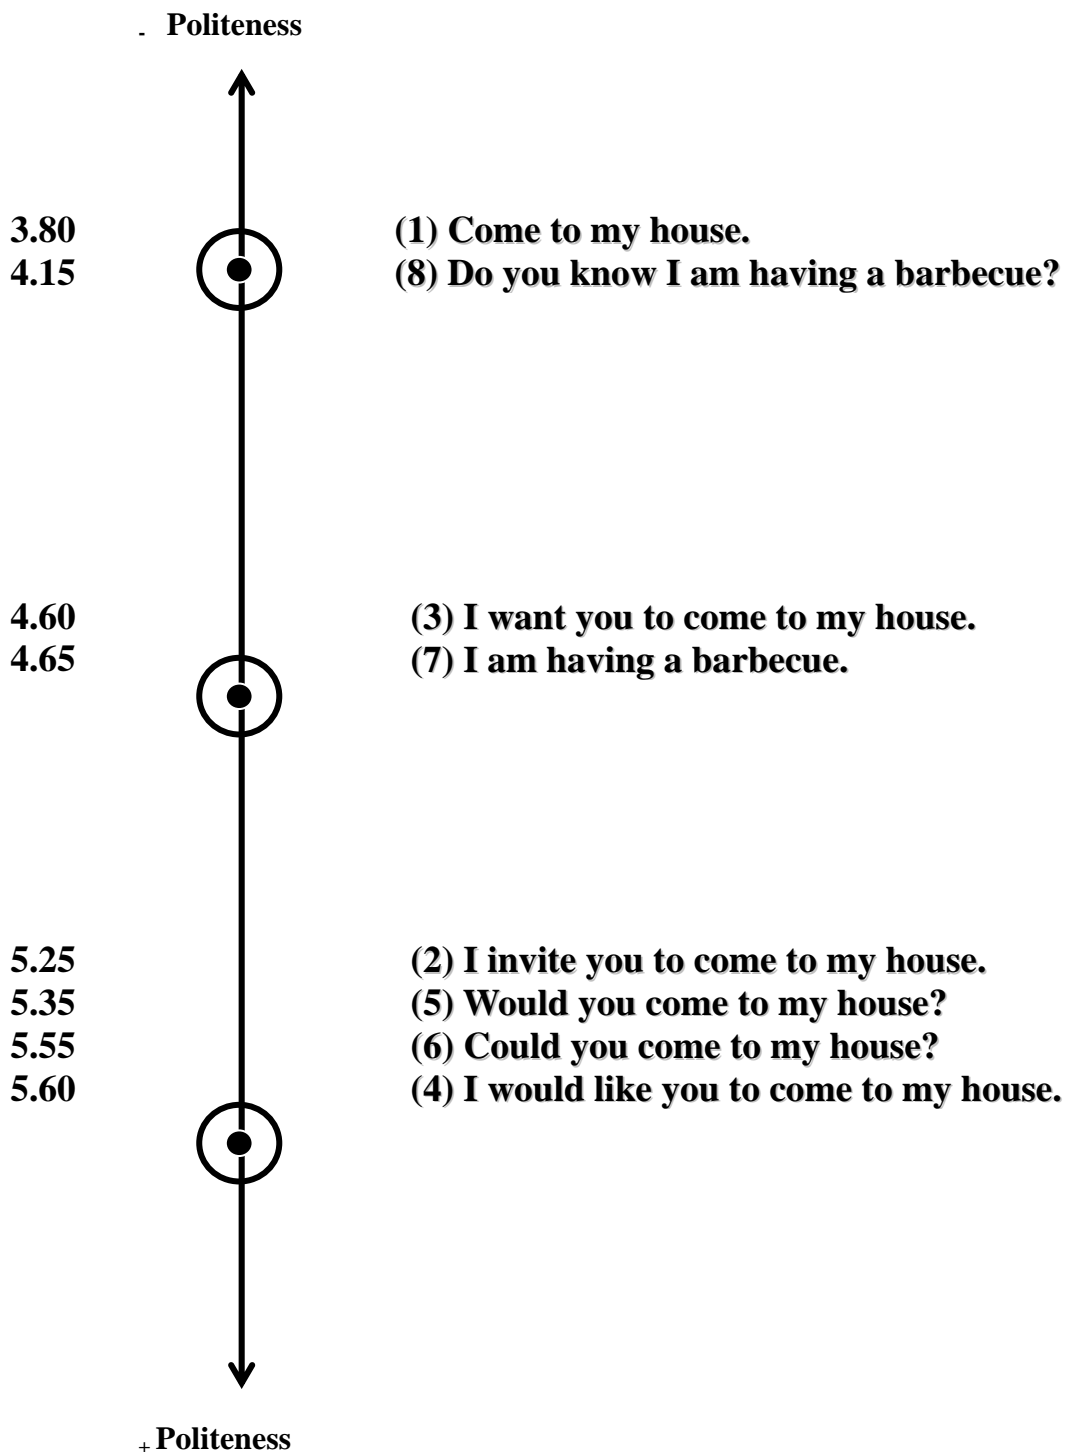 - Politeness
3.80 (1) Come to my house.
4.15 (8) Do you know I am having a barbecue?
4.60 (3) I want you to come to my house.
4.65 (7) I am having a barbecue.
5.25 (2) I invite you to come to my house.
5.35 (5) Would you come to my house?
5.55 (6) Could you come to my house?
5.60 (4) I would like you to come to my house.
+ Politeness